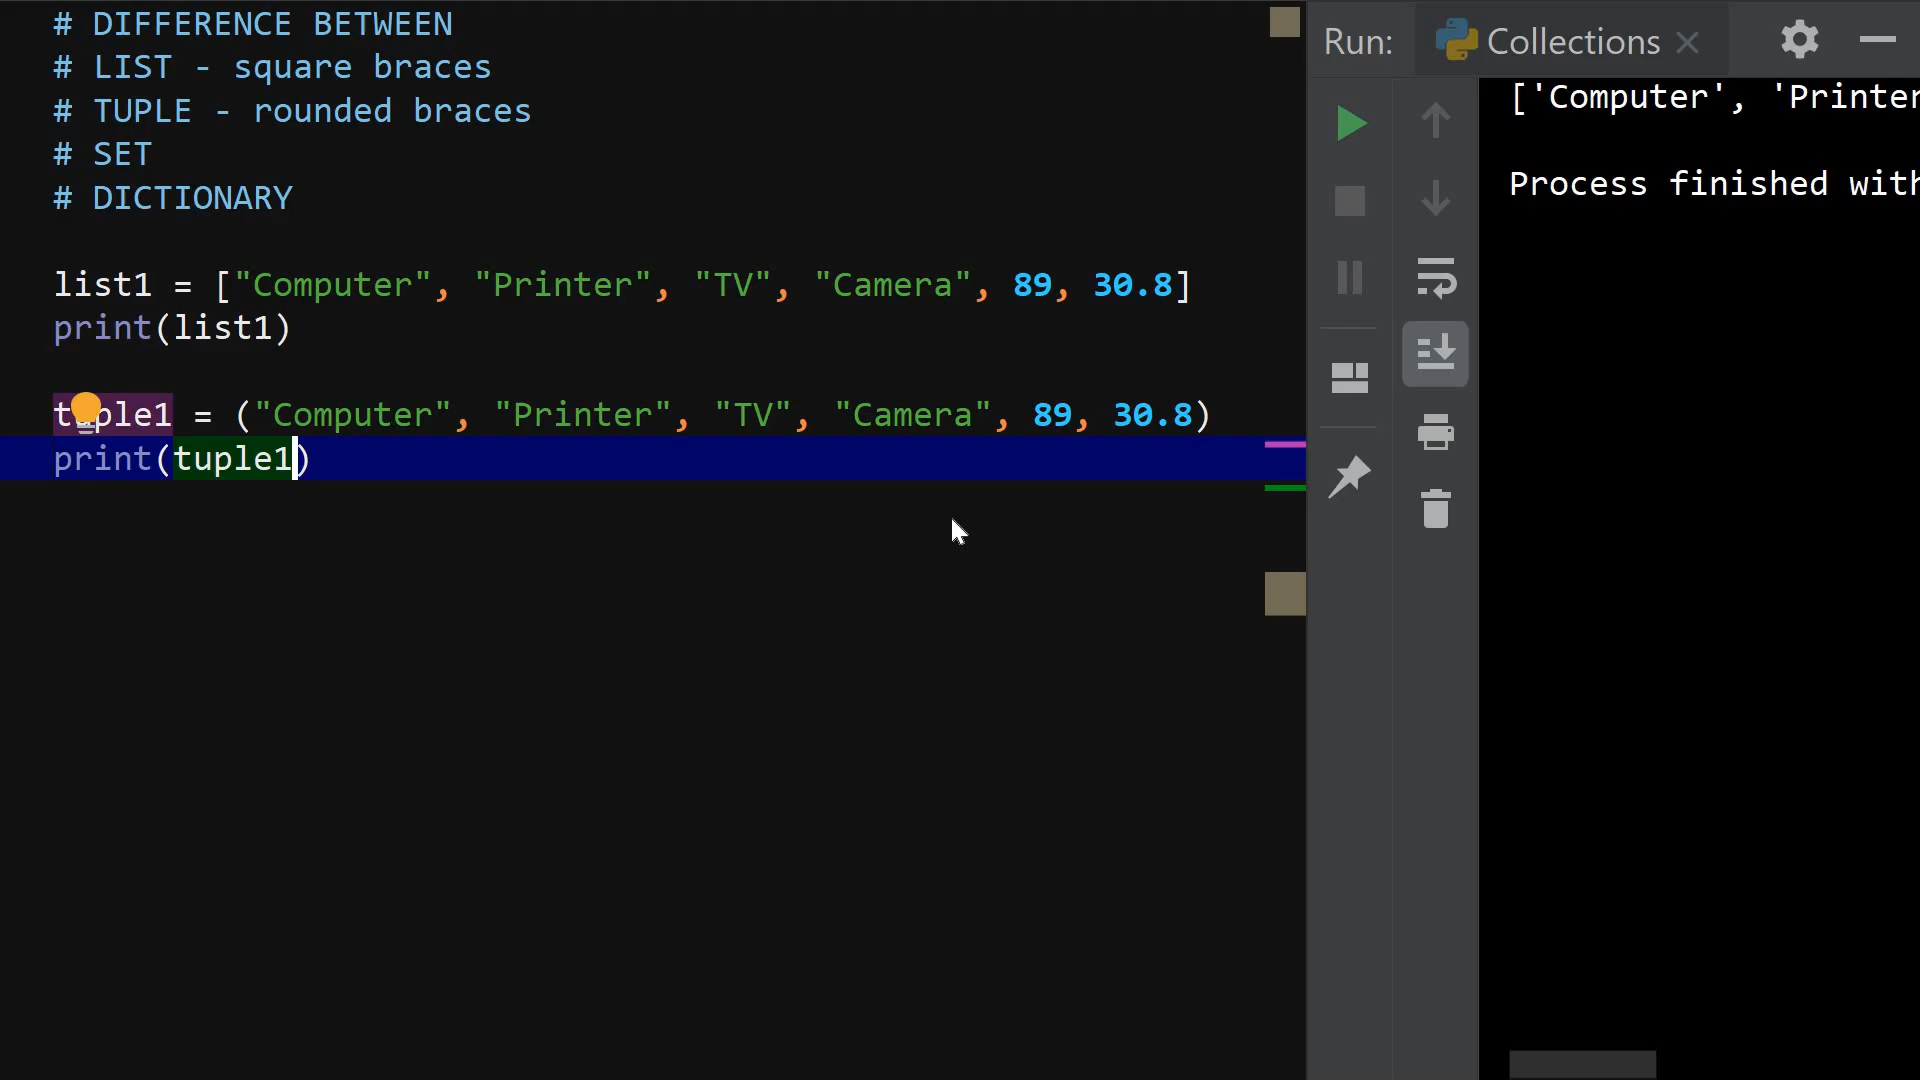 # DIFFERENCE BETWEEN
# LIST - square braces
# TUPLE - rounded braces
# SET
# DICTIONARY
list1 = ["Computer", "Printer", "TV", "Camera", 89, 30.8]
print(list1)
tuple1 = ("Computer", "Printer", "TV", "Camera", 89, 30.8)
print(tuple1)
Run: Collections
['Computer', 'Printer
Process finished with